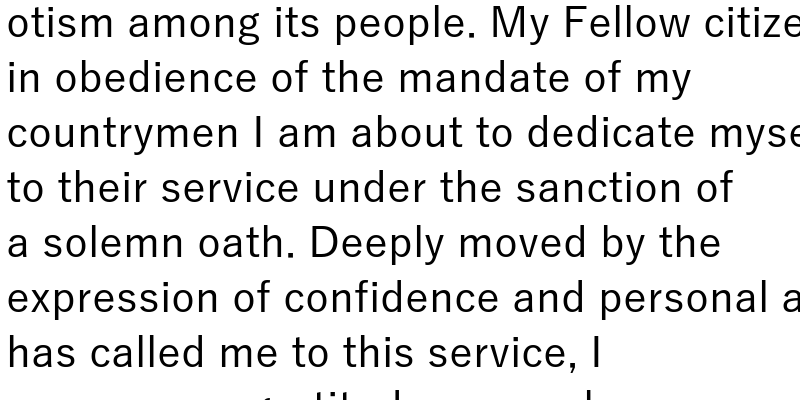 otism among its people. My Fellow citize
in obedience of the mandate of my
countrymen I am about to dedicate myse
to their service under the sanction of
a solemn oath. Deeply moved by the
expression of confidence and personal a
has called me to this service, I